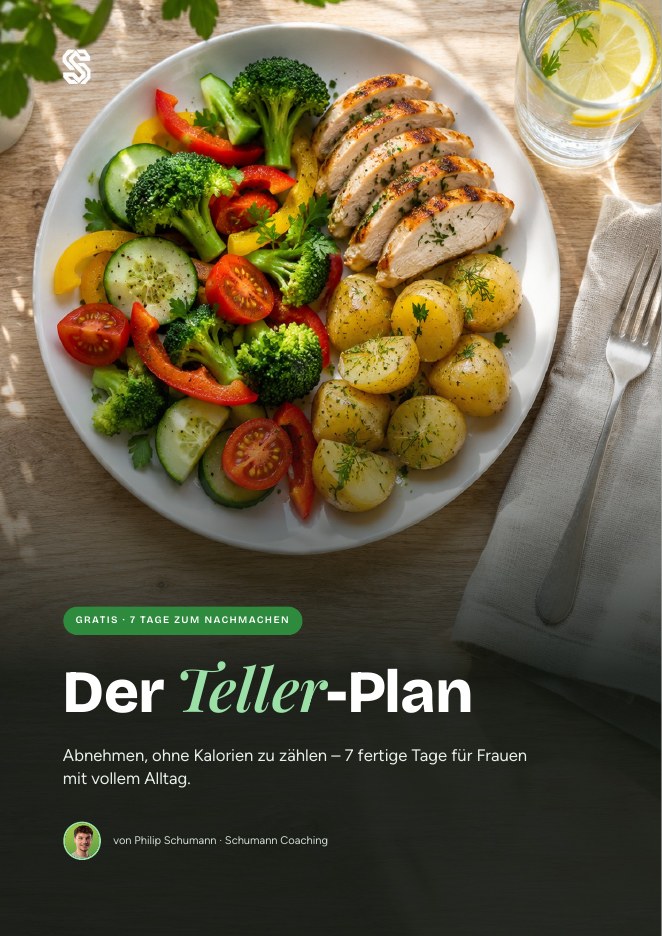 GRATIS · 7 TAGE ZUM NACHMACHEN
Der Teller-Plan
Abnehmen, ohne Kalorien zu zählen – 7 fertige Tage für Frauen
mit vollem Alltag.
von Philip Schumann · Schumann Coaching